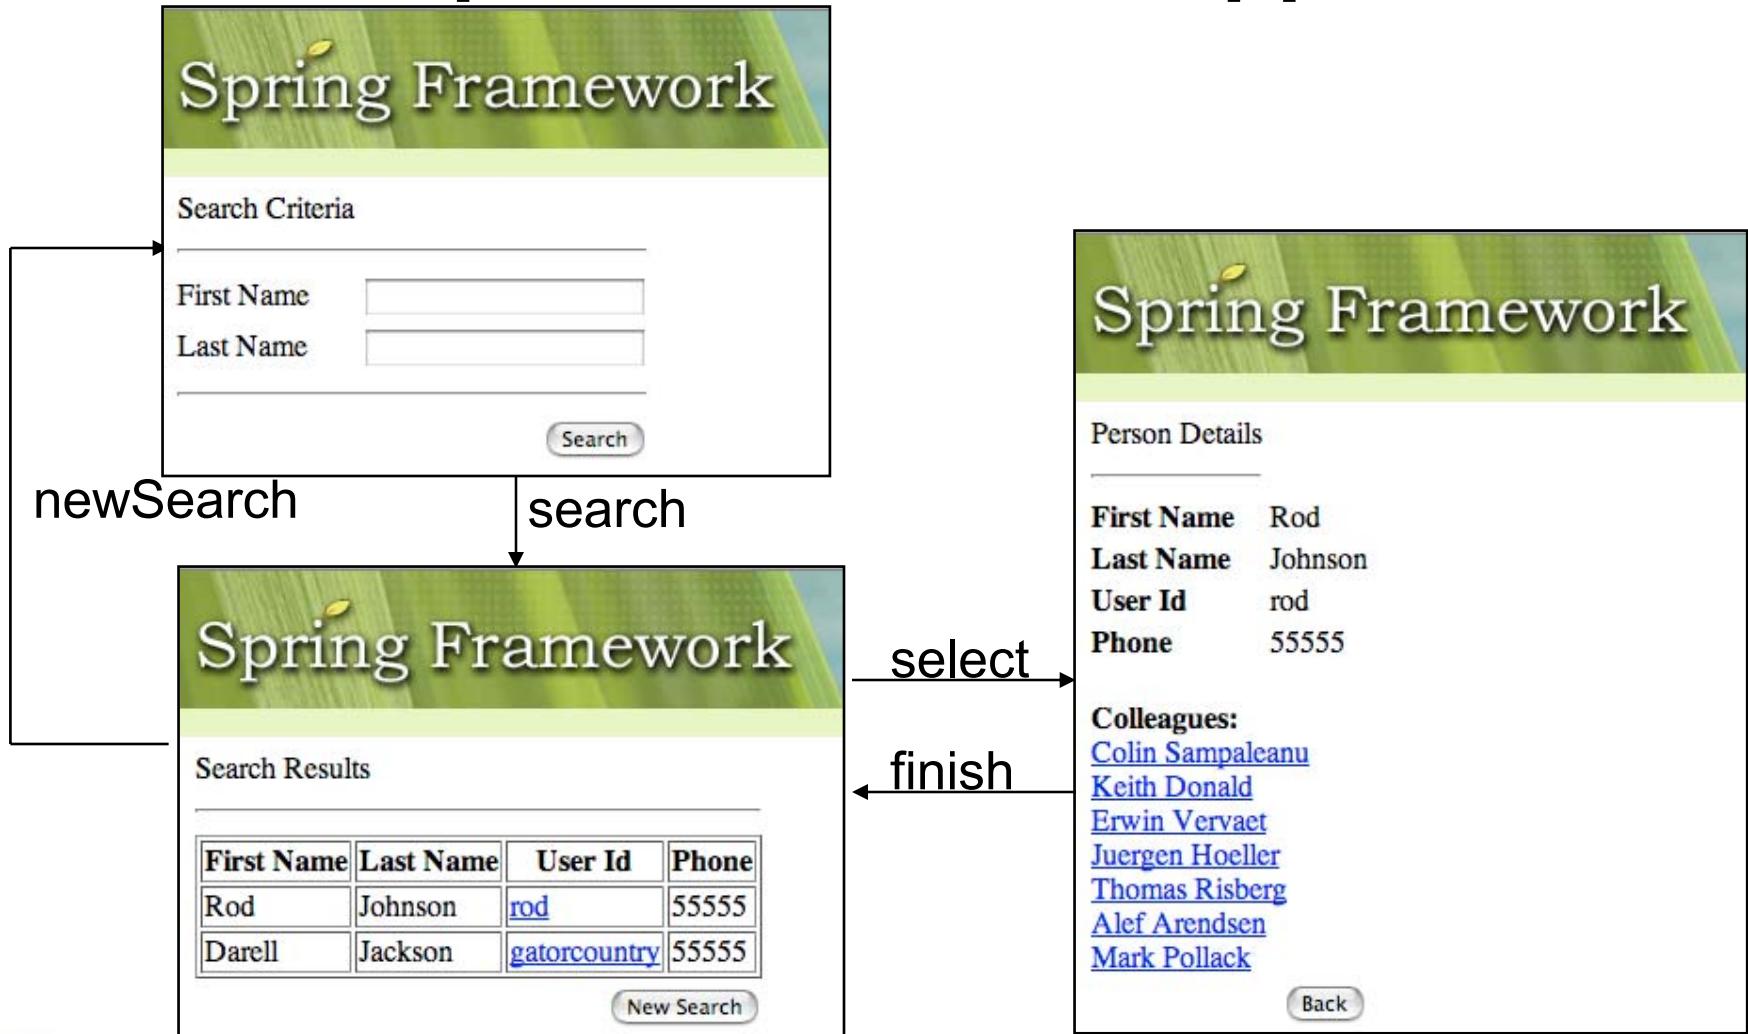 Spring Framework
Search Criteria
First Name
Last Name
Search
newSearch
search
Spring Framework
Search Results
First Name Last Name User Id Phone
Rod Johnson rod 55555
Darell Jackson gatorcountry 55555
New Search
select
finish
Spring Framework
Person Details
First Name Rod
Last Name Johnson
User Id rod
Phone 55555
Colleagues:
Colin Sampaleanu
Keith Donald
Erwin Vervaet
Juergen Hoeller
Thomas Risberg
Alef Arendsen
Mark Pollack
Back